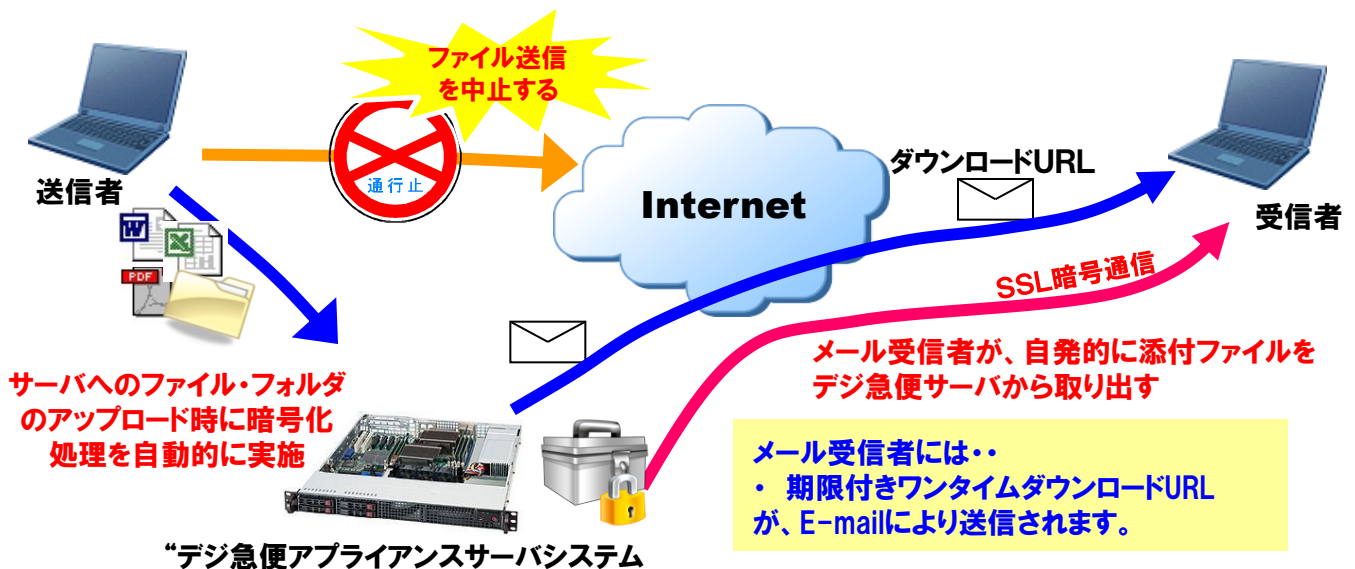 ファイル送信
を中止する
通行止
送信者
W
X
PDF
Internet
ダウンロードURL
受信者
SSL暗号通信
メール受信者が、自発的に添付ファイルを
デジ急便サーバから取り出す
サーバへのファイル・フォルダ
のアップロード時に暗号化
処理を自動的に実施
メール受信者には・・
・ 期限付きワンタイムダウンロードURL
が、E-mailにより送信されます。
“デジ急便アプライアンスサーバシステム